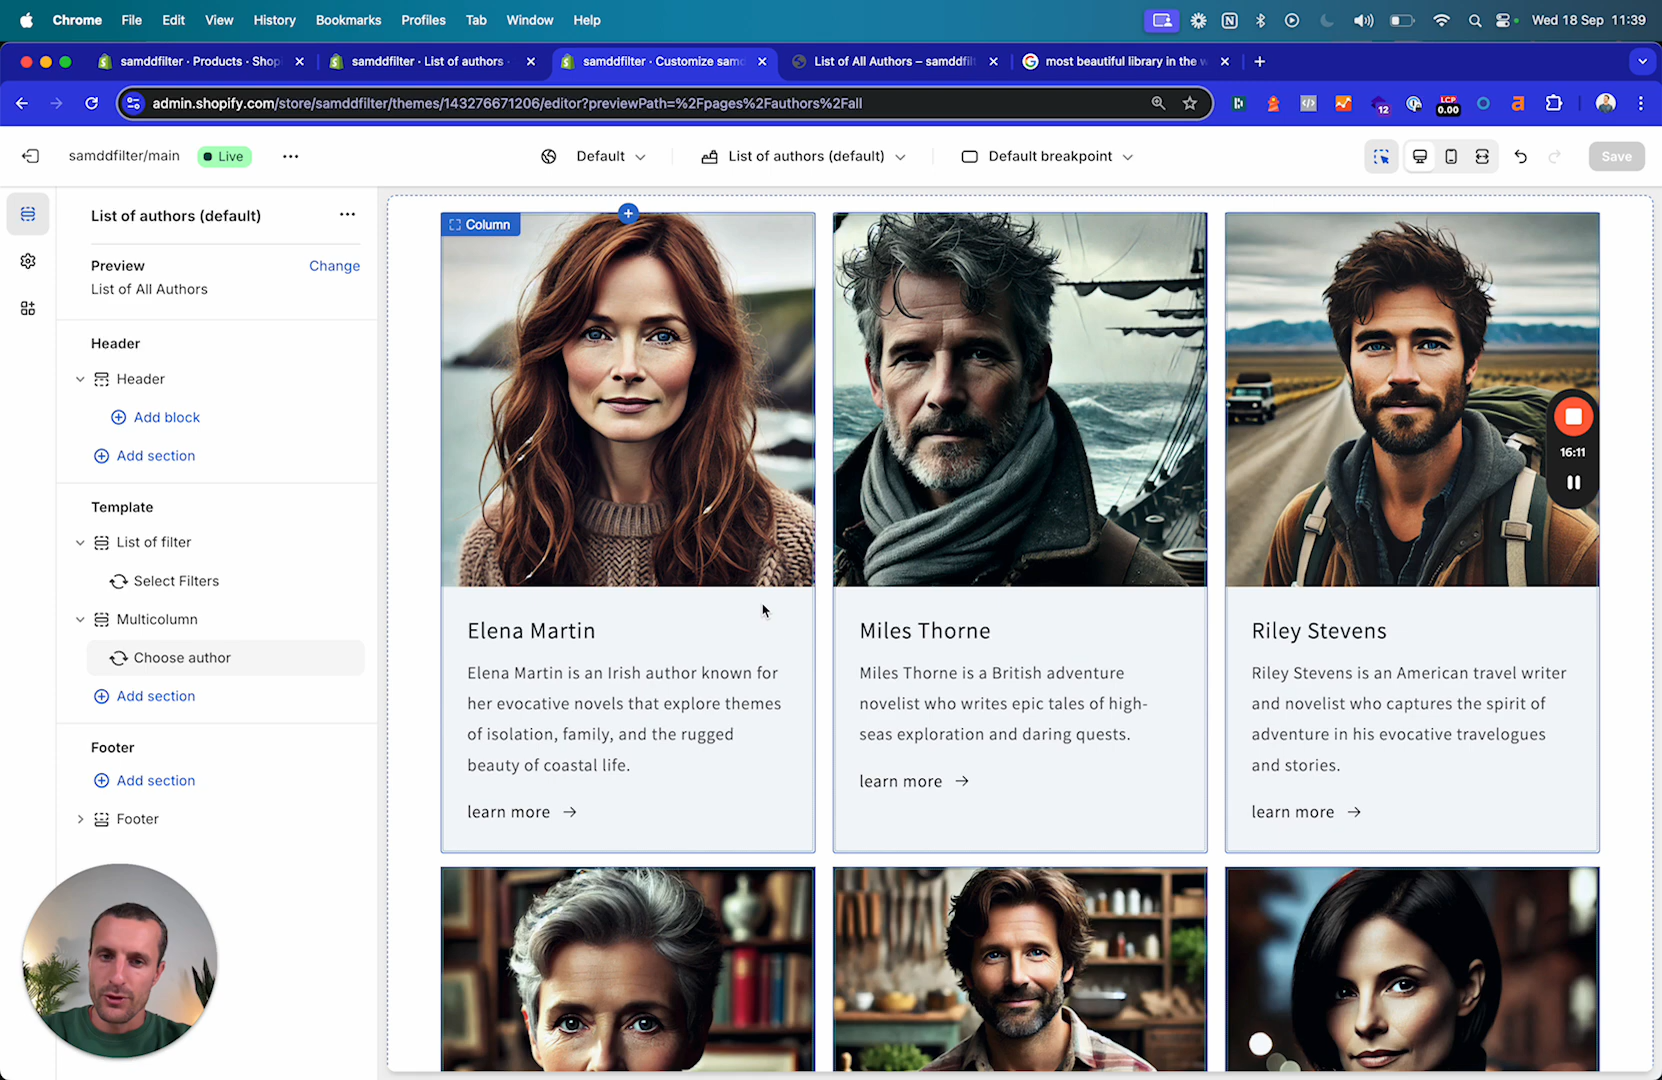 Chrome File Edit View History Bookmarks Profiles Tab Window Help
Wed 18 Sep 11:39
samddfilter · Products · Shop
samddfilter · List of authors ·
samddfilter · Customize samd
List of All Authors – samddfilt
most beautiful library in the w
admin.shopify.com/store/samddfilter/themes/143276671206/editor?previewPath=%2Fpages%2Fauthors%2Fall
12
LCP
0.00
samddfilter/main
Live
Default
List of authors (default)
Default breakpoint
Save
List of authors (default)
Preview
Change
List of All Authors
Header
Header
Add block
Add section
Template
List of filter
Select Filters
Multicolumn
Choose author
Add section
Footer
Add section
Footer
Column
16:11
Elena Martin
Elena Martin is an Irish author known for
her evocative novels that explore themes
of isolation, family, and the rugged
beauty of coastal life.
learn more →
Miles Thorne
Miles Thorne is a British adventure
novelist who writes epic tales of high-
seas exploration and daring quests.
learn more →
Riley Stevens
Riley Stevens is an American travel writer
and novelist who captures the spirit of
adventure in his evocative travelogues
and stories.
learn more →